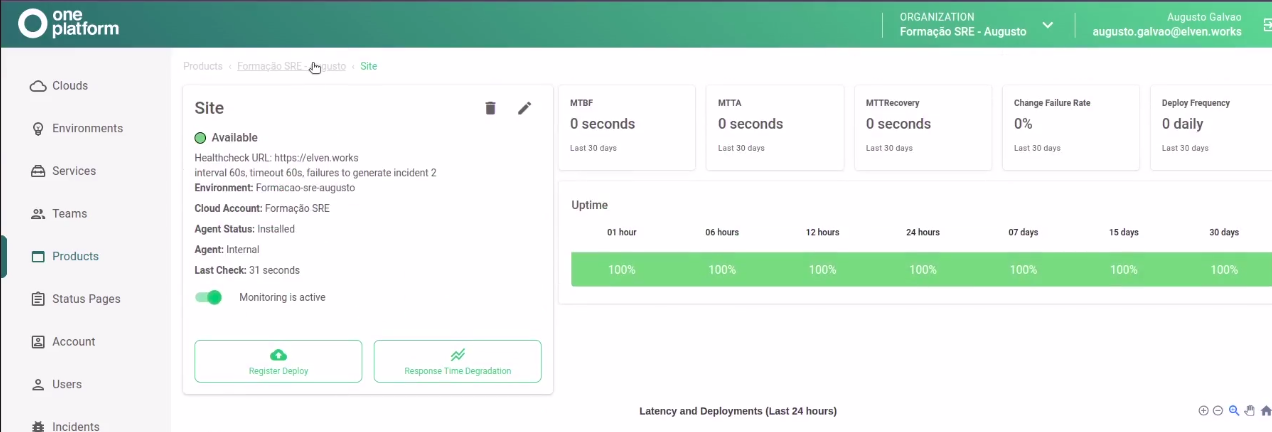 one
platform
ORGANIZATION
Formação SRE - Augusto
Augusto Galvao
augusto.galvao@elven.works
Clouds
Environments
Services
Teams
Products
Status Pages
Account
Users
Incidents
Products ‹ Formação SRE - Augusto ‹ Site
Site
Available
Healthcheck URL: https://elven.works
interval 60s, timeout 60s, failures to generate incident 2
Environment: Formacao-sre-augusto
Cloud Account: Formação SRE
Agent Status: Installed
Agent: Internal
Last Check: 31 seconds
Monitoring is active
Register Deploy
Response Time Degradation
MTBF
0 seconds
Last 30 days
MTTA
0 seconds
Last 30 days
MTTRecovery
0 seconds
Last 30 days
Change Failure Rate
0%
Last 30 days
Deploy Frequency
0 daily
Last 30 days
Uptime
01 hour 06 hours 12 hours 24 hours 07 days 15 days 30 days
100% 100% 100% 100% 100% 100% 100%
Latency and Deployments (Last 24 hours)